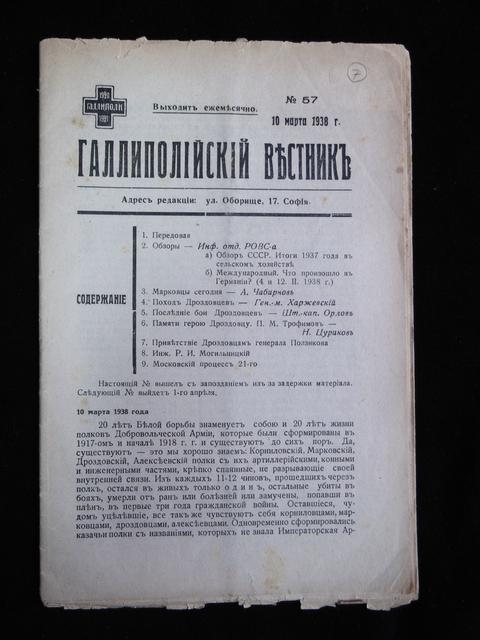 7
1920
ГАЛЛИПОЛИ
1921
Выходитъ ежемѣсячно.
№ 57
10 марта 1938 г.
ГАЛЛИПОЛІЙСКІЙ ВѢСТНИКЪ
Адресъ редакціи: ул. Оборище, 17. Софія.
СОДЕРЖАНІЕ
1. Передовая
2. Обзоры — Инф. отд. РОВС-а
а) Обзоръ СССР. Итоги 1937 года въ
сельскомъ хозяйствѣ
б) Международный. Что произошло въ
Германіи? (4 и 12. II. 1938 г.)
3. Марковцы сегодня — А. Чабирновъ
4. Походъ Дроздовцевъ — Ген.-м. Харжевскій
5. Послѣдніе бои Дроздовцевъ — Шт.-кап. Орловъ
6. Памяти герою Дроздовцу. П. М. Трофимовъ —
Н. Цуриковъ
7. Привѣтствіе Дроздовцамъ генерала Ползикова
8. Инж. Р. И. Могильницкій
9. Московскій процессъ 21-го
Настоящій № вышелъ съ запозданіемъ изъ за задержки матеріала.
Слѣдующій № выйдетъ 1-го апрѣля.
10 марта 1938 года
20 лѣтъ Бѣлой борьбы знаменуетъ собою и 20 лѣтъ жизни
полковъ Добровольческой Арміи, которые были сформированы въ
1917-омъ и началѣ 1918 г. г. и существуютъ до сихъ поръ. Да,
существуютъ — это мы хорошо знаемъ: Корниловскій, Марковскій,
Дроздовскій, Алексѣевскій полки съ ихъ артиллерійскими, конными
и инженерными частями, крѣпко спаянные, не разрывающіе своей
внутренней связи. Изъ каждыхъ 11-12 чиновъ, прошедшихъ черезъ
полкъ, остался въ живыхъ только одинъ, остальные убиты въ
бояхъ, умерли отъ ранъ или болѣзней или замучены, попавши въ
плѣнъ, въ первые три года гражданской войны. Оставшіеся, чу-
домъ уцѣлѣвшіе, все такъ же чувствуютъ себя корниловцами, мар-
ковцами, дроздовцами, алексѣевцами. Одновременно сформировались
казачьи полки съ названіями, которыхъ не знала Императорская Ар-